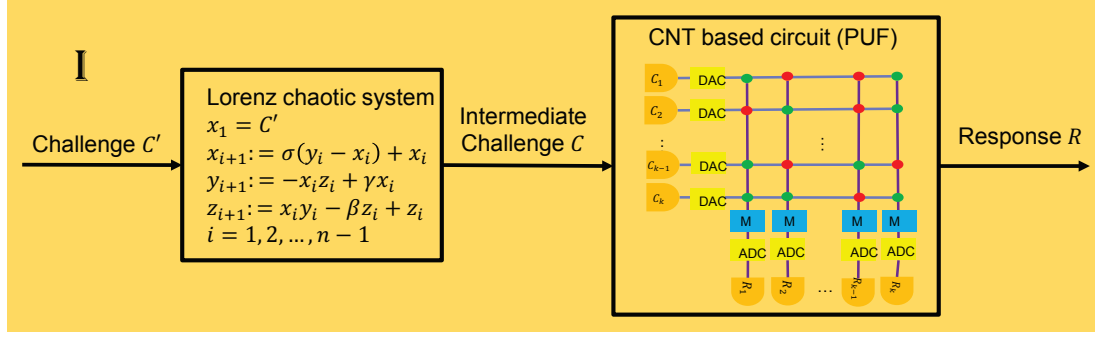 𝕀
Challenge C′
Lorenz chaotic system
x₁ = C′
xᵢ₊₁:= σ(yᵢ − xᵢ) + xᵢ
yᵢ₊₁:= −xᵢzᵢ + γxᵢ
zᵢ₊₁:= xᵢyᵢ − βzᵢ + zᵢ
i = 1, 2, ..., n − 1
Intermediate
Challenge C
CNT based circuit (PUF)
C₁ DAC
C₂ DAC
⋮ ⋮
Cₖ₋₁ DAC
Cₖ DAC
M M M M
ADC ADC ADC ADC
R₁ R₂ ... Rₖ₋₁ Rₖ
Response R